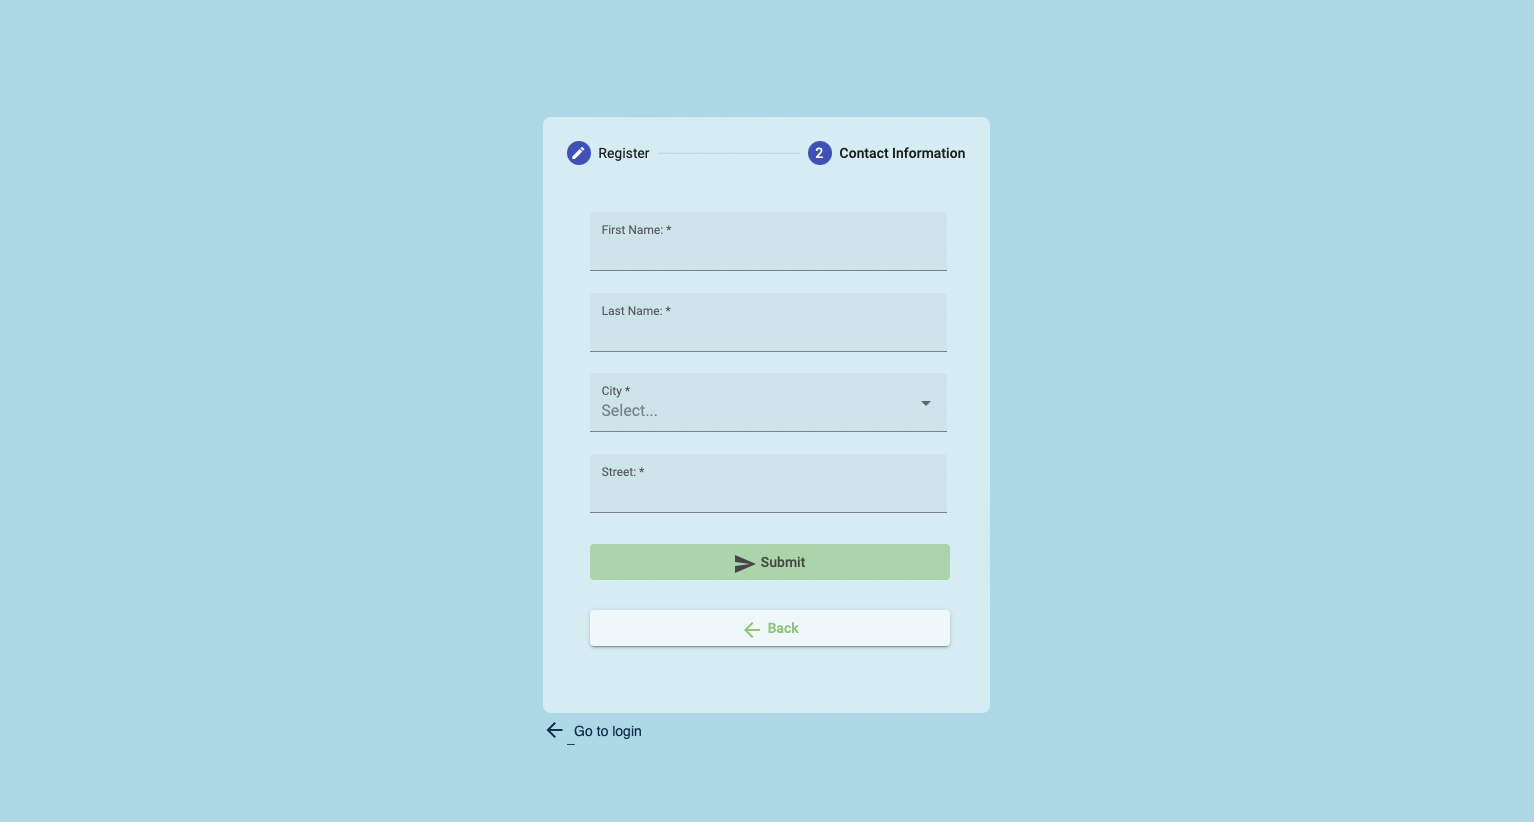 Register
2 Contact Information
First Name: *
Last Name: *
City *
Select...
Street: *
Submit
Back
Go to login